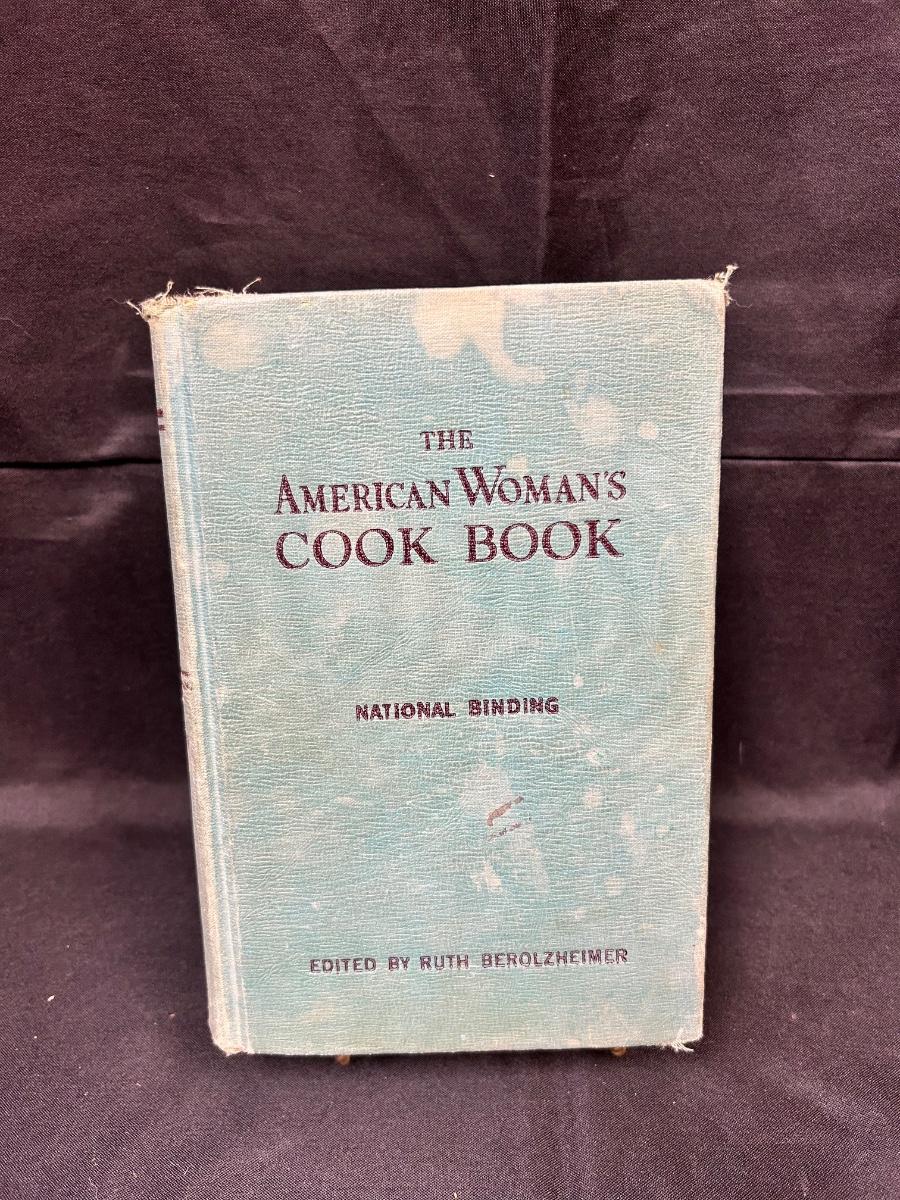 THE
AMERICAN WOMAN'S
COOK BOOK
NATIONAL BINDING
EDITED BY RUTH BEROLZHEIMER